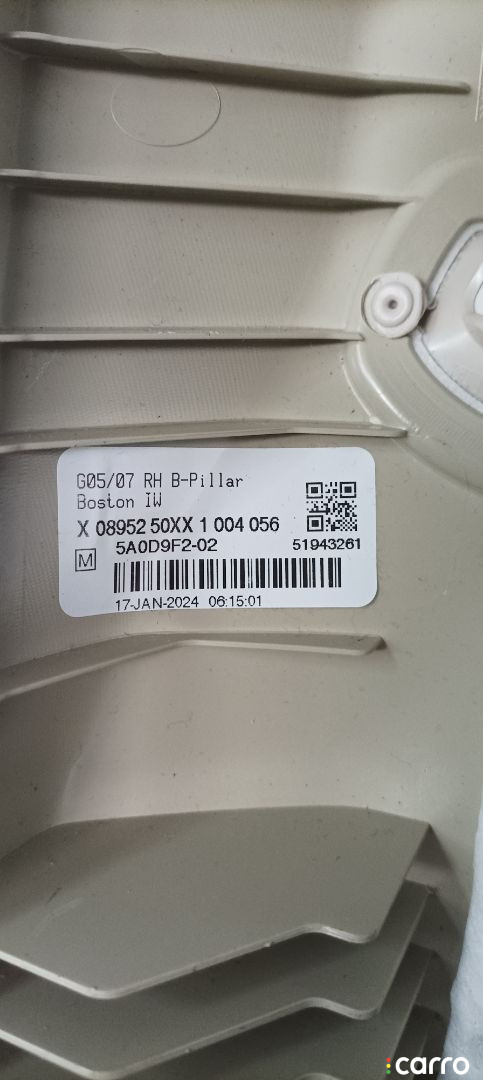 G05/07 RH B-Pillar
Boston IW
X 08952 50XX 1 004 056
M 5A0D9F2-02 51943261
17-JAN-2024 06:15:01
carro